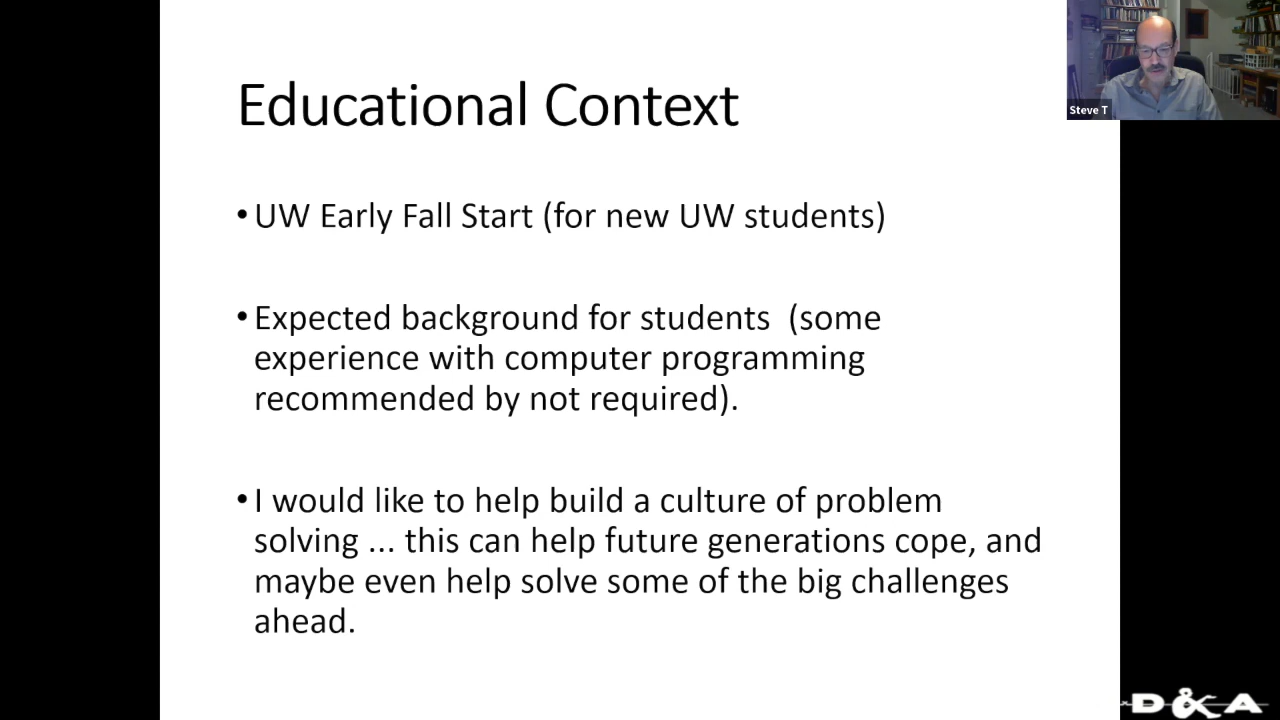 Educational Context
• UW Early Fall Start (for new UW students)
• Expected background for students  (some
experience with computer programming
recommended by not required).
• I would like to help build a culture of problem
solving ... this can help future generations cope, and
maybe even help solve some of the big challenges
ahead.
Steve T
D&A